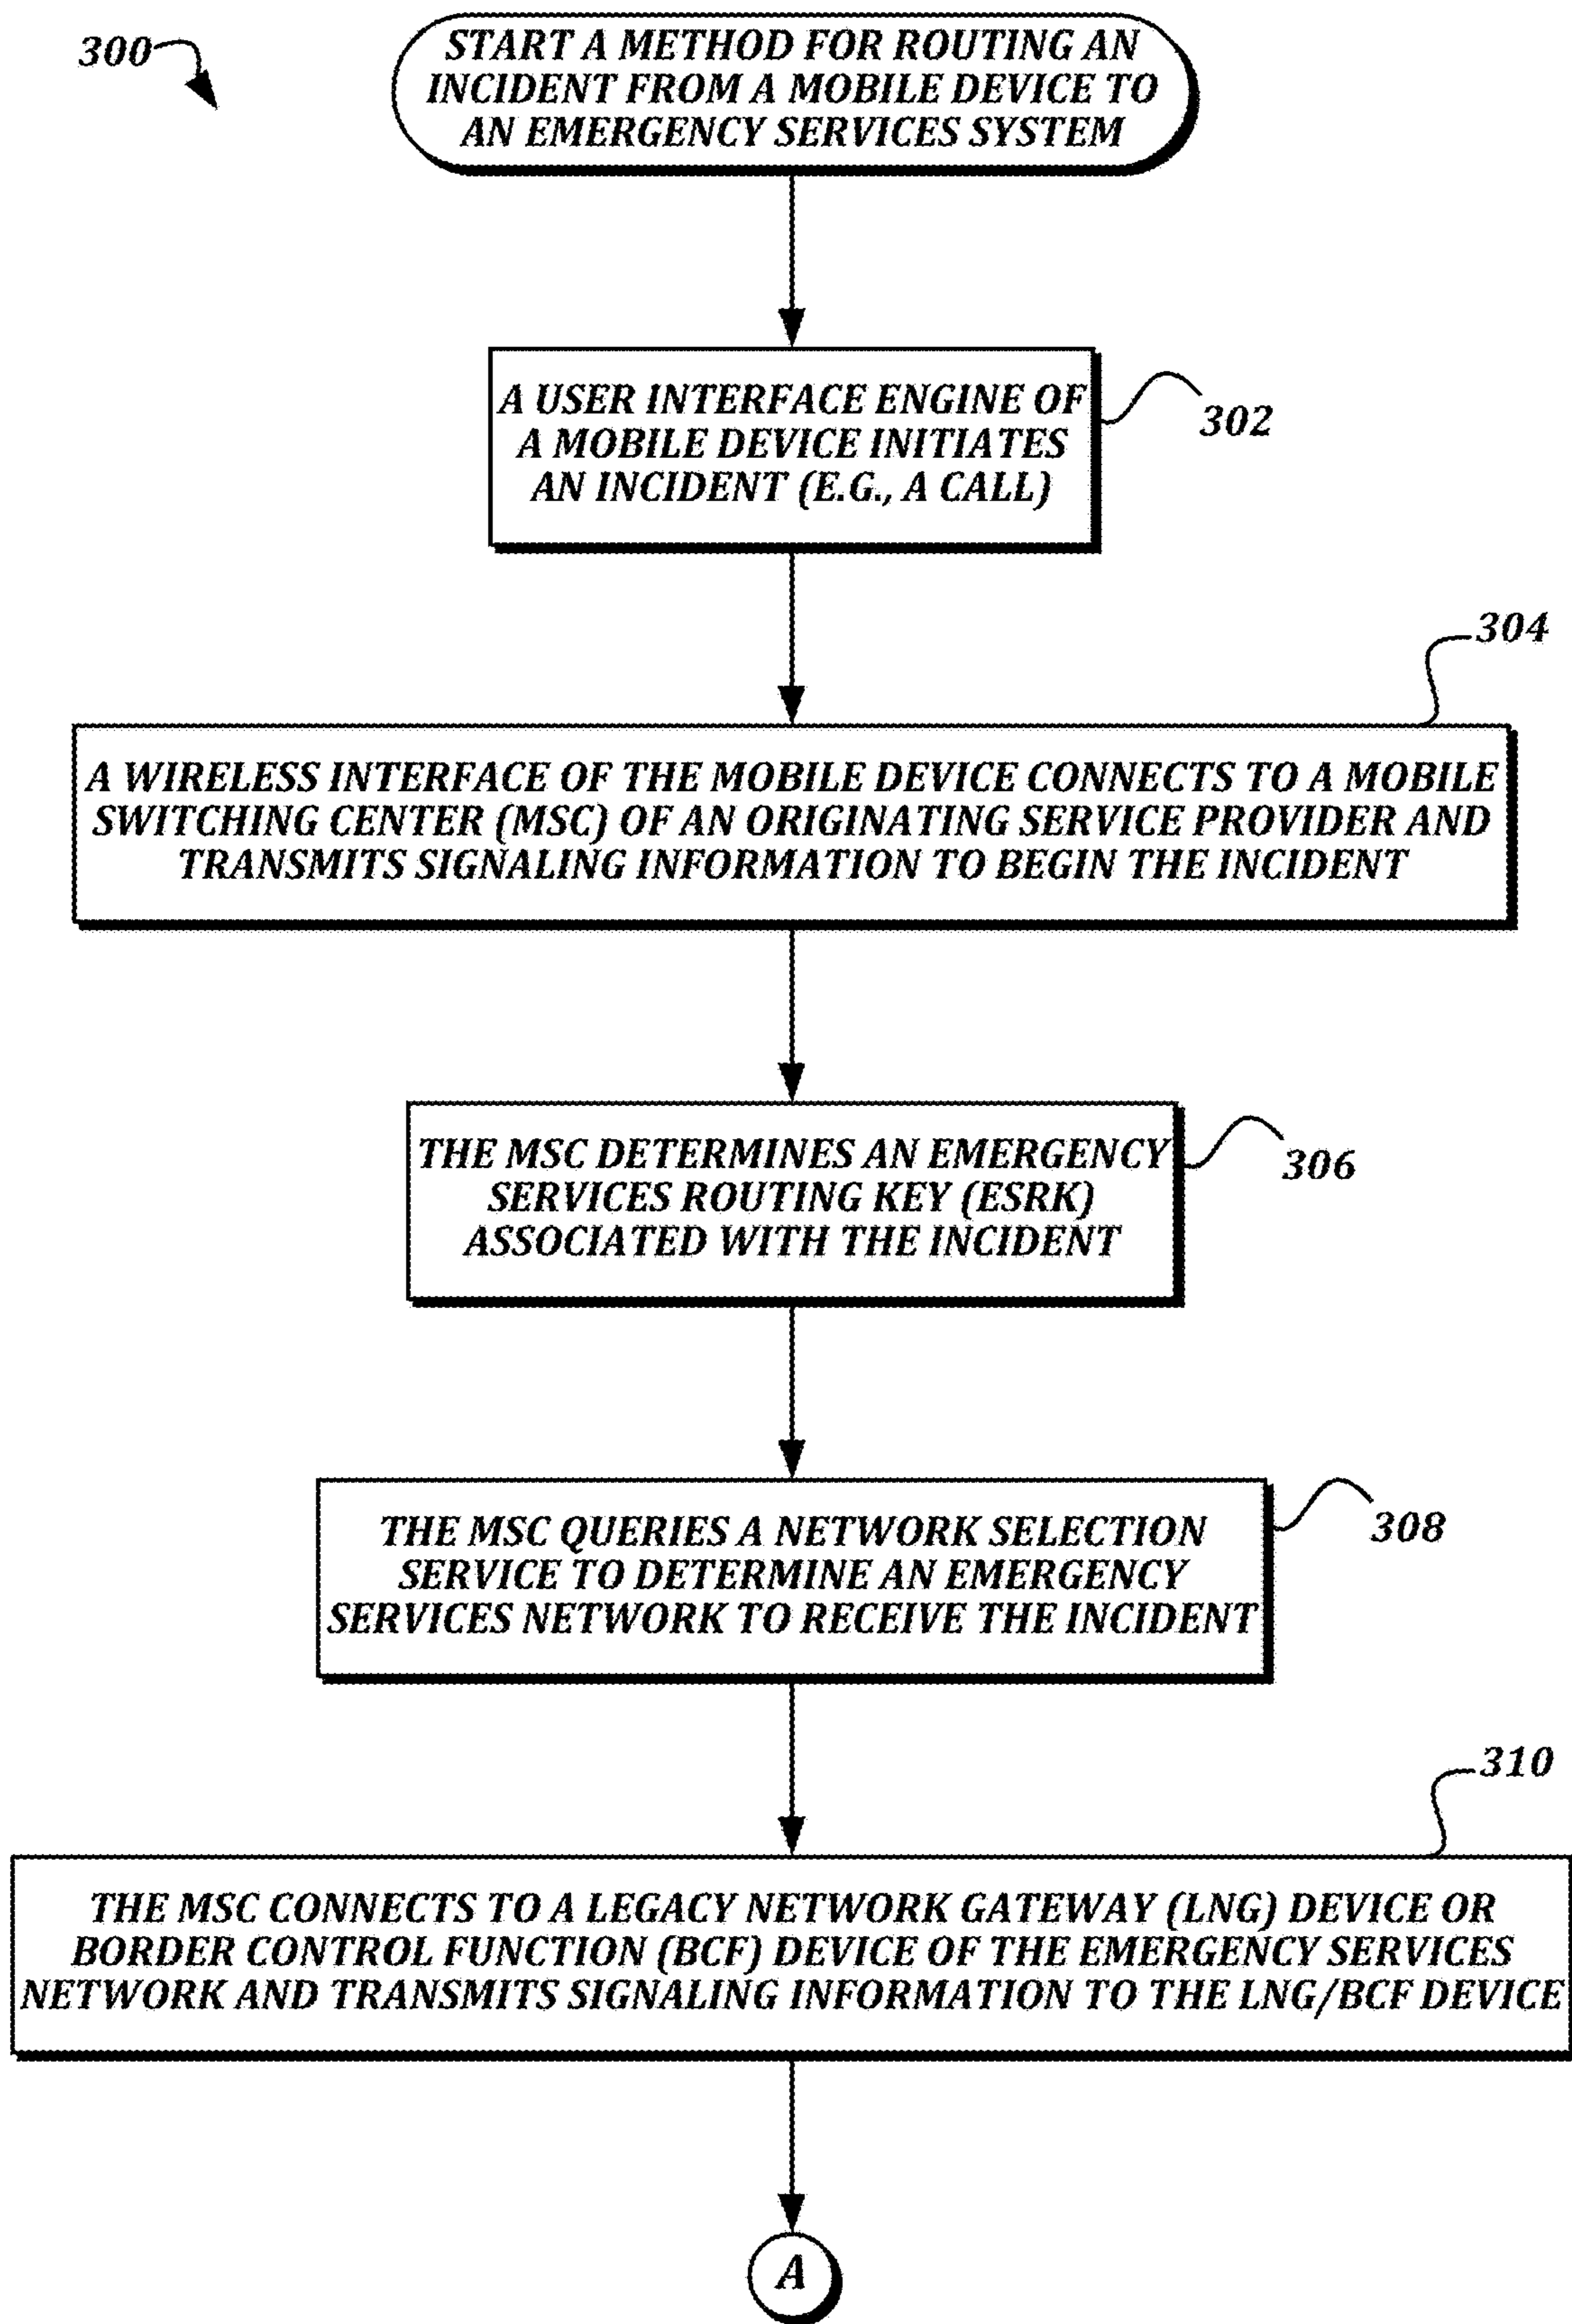 300
START A METHOD FOR ROUTING AN
INCIDENT FROM A MOBILE DEVICE TO
AN EMERGENCY SERVICES SYSTEM
A USER INTERFACE ENGINE OF
A MOBILE DEVICE INITIATES
AN INCIDENT (E.G., A CALL)
302
304
A WIRELESS INTERFACE OF THE MOBILE DEVICE CONNECTS TO A MOBILE
SWITCHING CENTER (MSC) OF AN ORIGINATING SERVICE PROVIDER AND
TRANSMITS SIGNALING INFORMATION TO BEGIN THE INCIDENT
THE MSC DETERMINES AN EMERGENCY
SERVICES ROUTING KEY (ESRK)
ASSOCIATED WITH THE INCIDENT
306
THE MSC QUERIES A NETWORK SELECTION
SERVICE TO DETERMINE AN EMERGENCY
SERVICES NETWORK TO RECEIVE THE INCIDENT
308
310
THE MSC CONNECTS TO A LEGACY NETWORK GATEWAY (LNG) DEVICE OR
BORDER CONTROL FUNCTION (BCF) DEVICE OF THE EMERGENCY SERVICES
NETWORK AND TRANSMITS SIGNALING INFORMATION TO THE LNG/BCF DEVICE
A